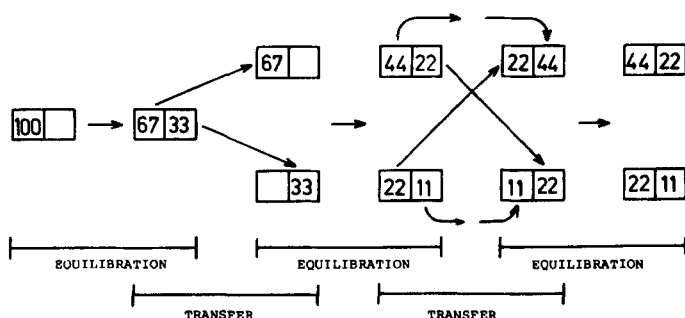 67 44 22 22 44 44 22
100 67 33
33 22 11 11 22 22 11
EQUILIBRATION EQUILIBRATION EQUILIBRATION
TRANSFER TRANSFER